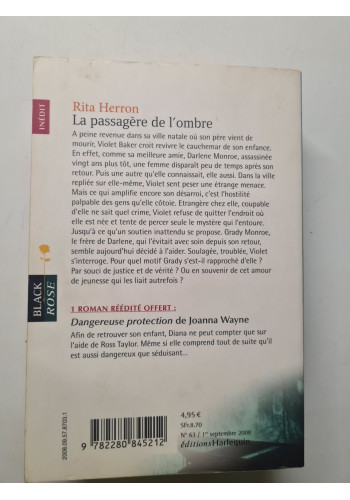 INÉDIT
Rita Herron
La passagère de l'ombre
A peine revenue dans sa ville natale où son père vient de
mourir, Violet Baker croit revivre le cauchemar de son enfance.
En effet, comme sa meilleure amie, Darlene Monroe, assassinée
vingt ans plus tôt, une femme disparaît peu de temps après son
retour. Puis une autre qu'elle connaissait, elle aussi. Dans la ville
repliée sur elle-même, Violet sent peser une étrange menace.
Mais ce qui amplifie encore son désarroi, c'est l'hostilité
palpable des gens qu'elle côtoie; Etrangère chez elle, coupable
d'elle ne sait quel crime, Violet refuse de quitter l'endroit où
elle est née et tente de percer seule le mystère qui l'entoure.
Jusqu'à ce qu'un soutien inattendu se propose. Grady Monroe,
le frère de Darlene, qui l'évitait avec soin depuis son retour,
semble aujourd'hui décidé à l'aider. Soulagée, troublée, Violet
s'interroge. Pour quel motif Grady s'est-il rapproché d'elle ?
Par souci de justice et de vérité ? Ou en souvenir de cet amour
de jeunesse qui les liait autrefois ?
BLACK
ROSE
1 ROMAN RÉÉDITÉ OFFERT :
Dangereuse protection de Joanna Wayne
Afin de retrouver son enfant, Diana ne peut compter que sur
l'aide de Ross Taylor. Même si elle comprend tout de suite qu'il
est aussi dangereux que séduisant...
2008.09.57.8703.1
9 782280 845212
4,95 €
SFr.8.70
N° 63 / 1er septembre 2008
Éditions Harlequin